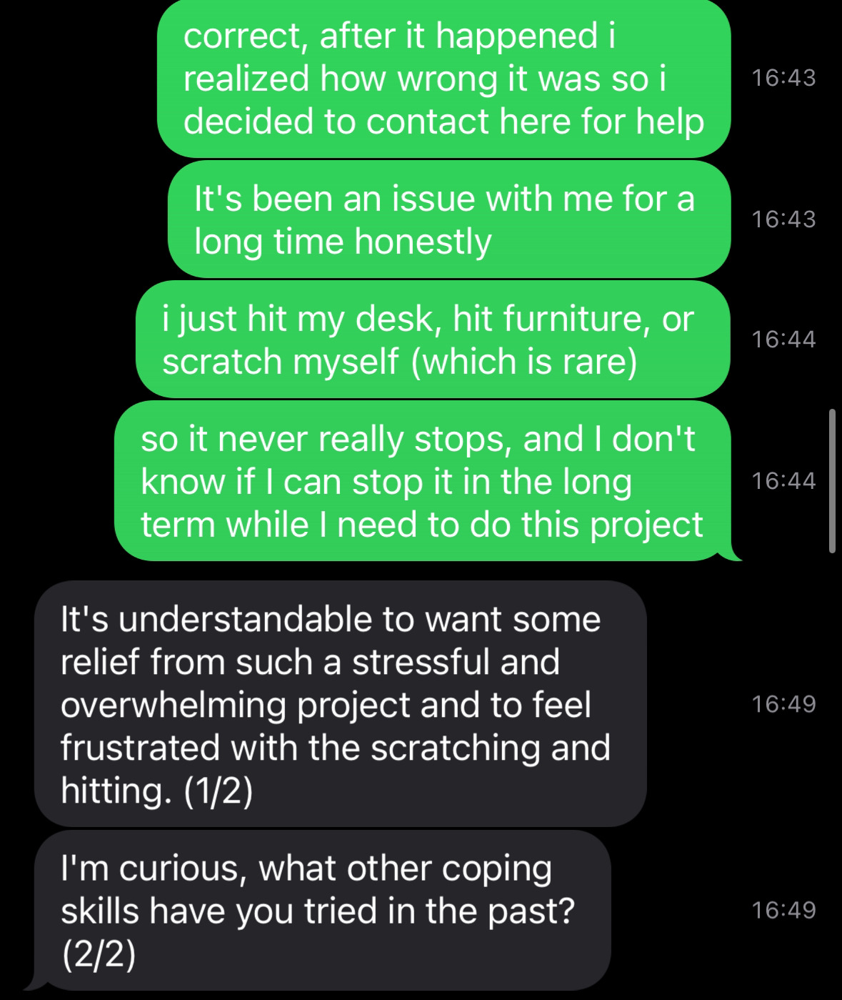 correct, after it happened i
realized how wrong it was so i
decided to contact here for help
16:43
It's been an issue with me for a
long time honestly
16:43
i just hit my desk, hit furniture, or
scratch myself (which is rare)
16:44
so it never really stops, and I don't
know if I can stop it in the long
term while I need to do this project
16:44
It's understandable to want some
relief from such a stressful and
overwhelming project and to feel
frustrated with the scratching and
hitting. (1/2)
16:49
I'm curious, what other coping
skills have you tried in the past?
(2/2)
16:49